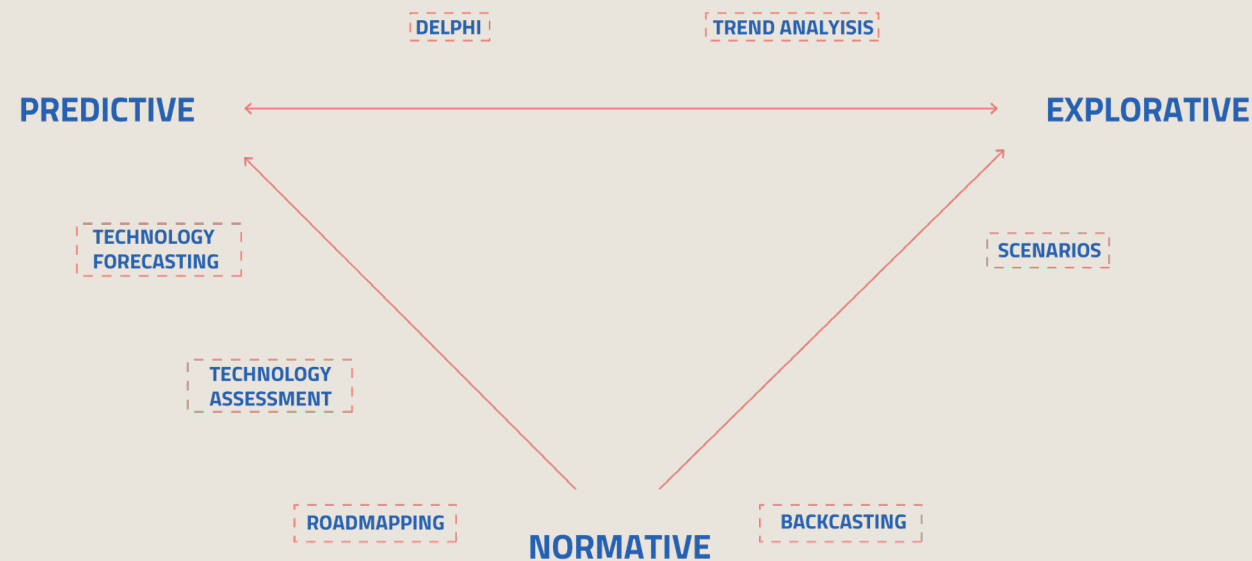 DELPHI
TREND ANALYISIS
PREDICTIVE
EXPLORATIVE
TECHNOLOGY
FORECASTING
SCENARIOS
TECHNOLOGY
ASSESSMENT
ROADMAPPING
BACKCASTING
NORMATIVE